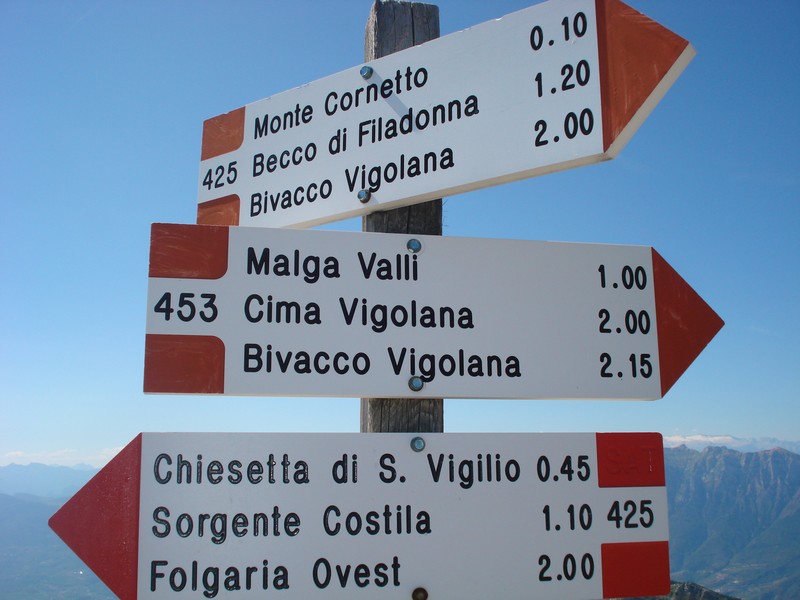 Monte Cornetto 0.10
425 Becco di Filadonna 1.20
Bivacco Vigolana 2.00
Malga Valli 1.00
453 Cima Vigolana 2.00
Bivacco Vigolana 2.15
Chiesetta di S. Vigilio 0.45
Sorgente Costila 1.10 425
Folgaria Ovest 2.00